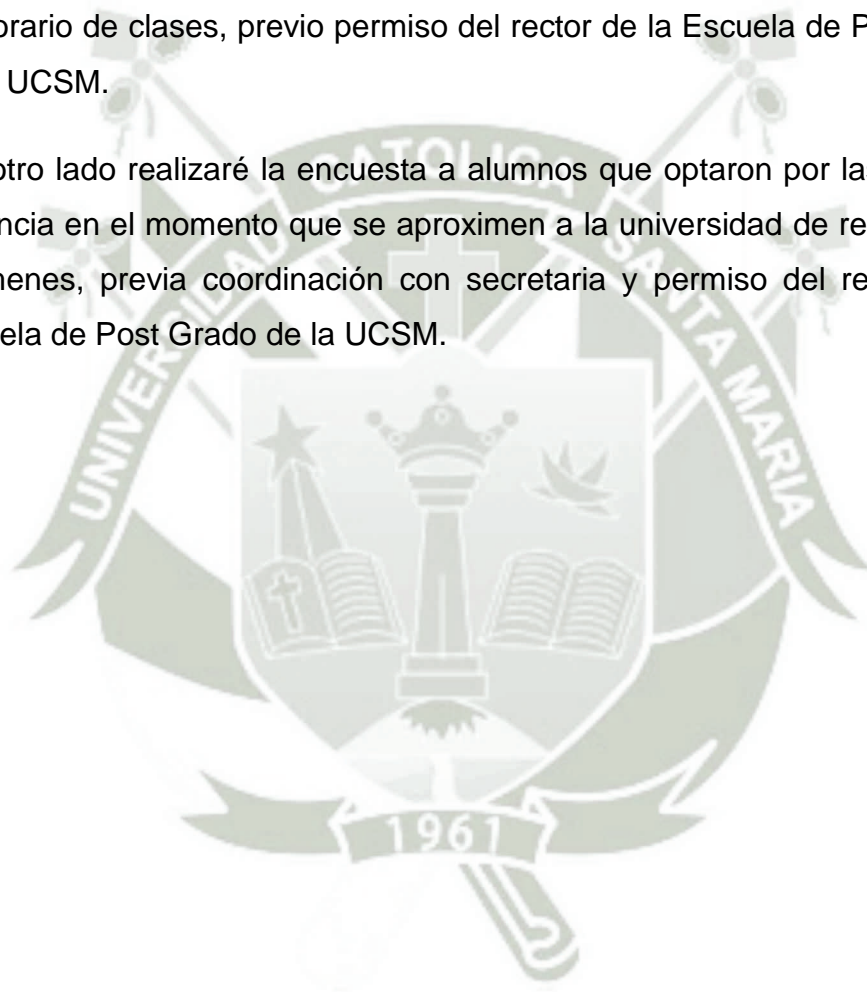 orario de clases, previo permiso del rector de la Escuela de P
UCSM.
otro lado realizaré la encuesta a alumnos que optaron por la
ncia en el momento que se aproximen a la universidad de re
nenes, previa coordinación con secretaria y permiso del re
ela de Post Grado de la UCSM.
UNIVERSIDAD CATOLICA SANTA MARIA
1961